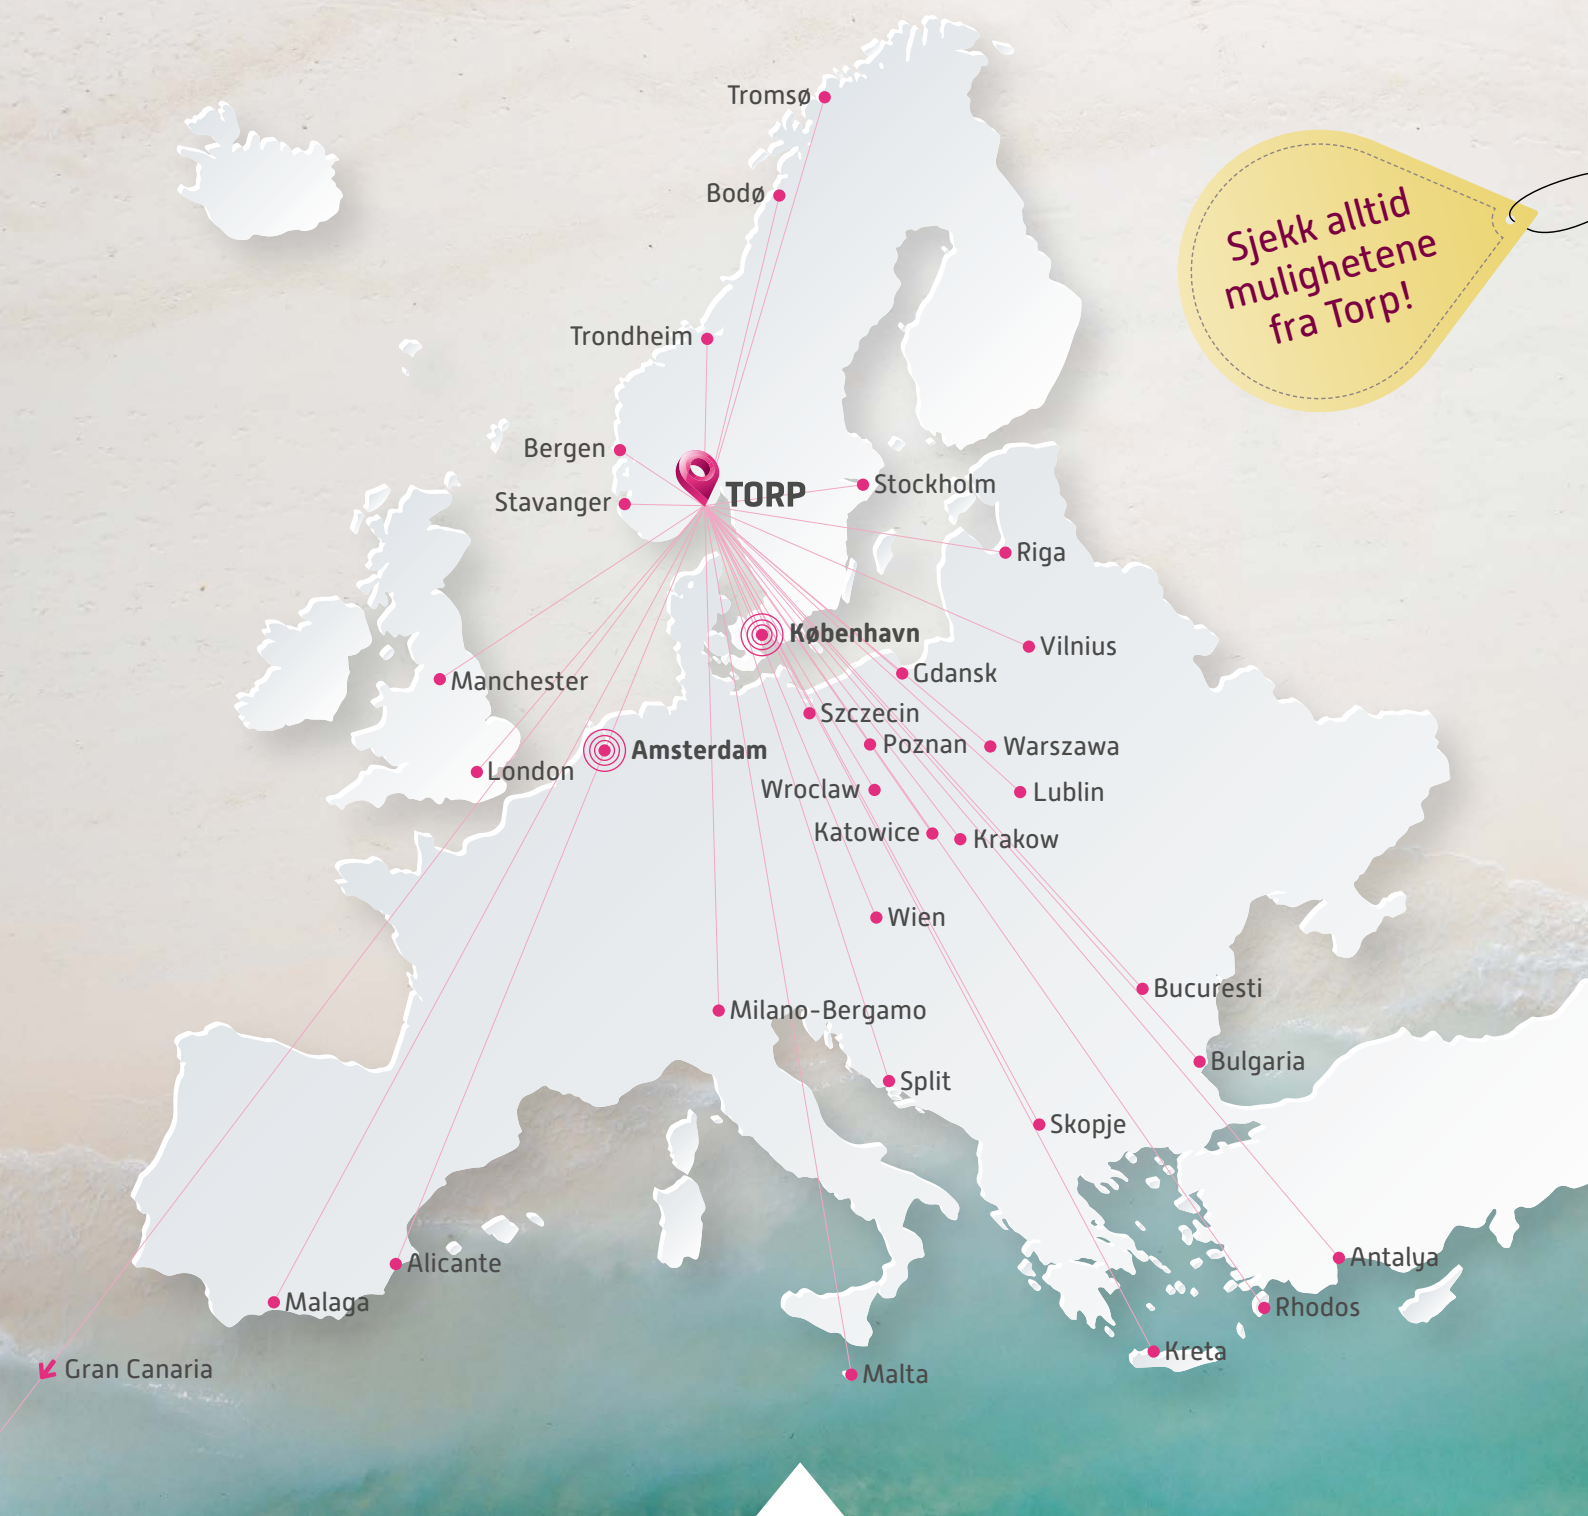 Tromsø
Bodø
Sjekk alltid
mulighetene
fra Torp!
Trondheim
Bergen
Stavanger
TORP
Stockholm
Riga
København
Vilnius
Gdansk
Manchester
Szczecin
Amsterdam
Poznan
Warszawa
London
Wroclaw
Lublin
Katowice
Krakow
Wien
Bucuresti
Milano-Bergamo
Bulgaria
Split
Skopje
Alicante
Antalya
Malaga
Rhodos
Kreta
Gran Canaria
Malta